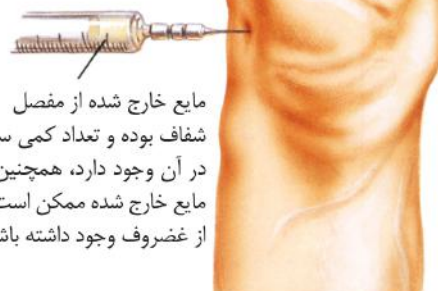 مایع خارج شده از مفصل
شفاف بوده و تعداد کمی
در آن وجود دارد، همچنین
مایع خارج شده ممکن است
از غضروف وجود داشته